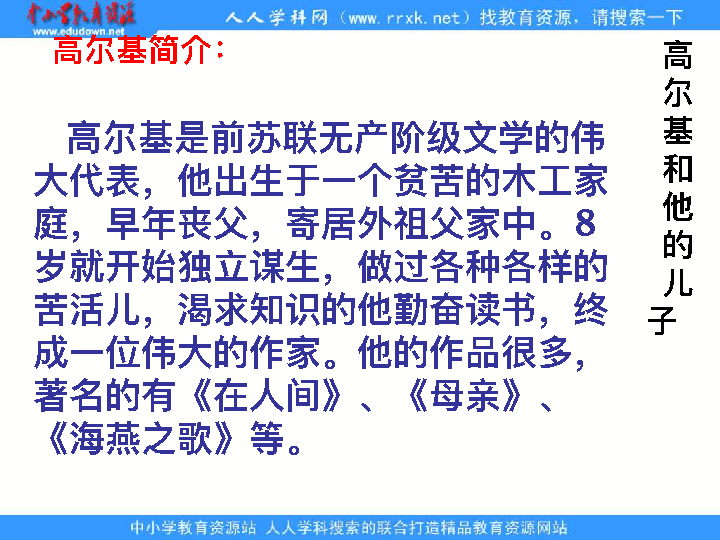 中小学教育资源
www.edudown.net
人人学科网（www.rrxk.net）找教育资源，请搜索一下
高尔基简介：
高尔基是前苏联无产阶级文学的伟
大代表，他出生于一个贫苦的木工家
庭，早年丧父，寄居外祖父家中。8
岁就开始独立谋生，做过各种各样的
苦活儿，渴求知识的他勤奋读书，终
成一位伟大的作家。他的作品很多，
著名的有《在人间》、《母亲》、
《海燕之歌》等。
高尔基和他的儿
子
中小学教育资源站 人人学科搜索的联合打造精品教育资源网站